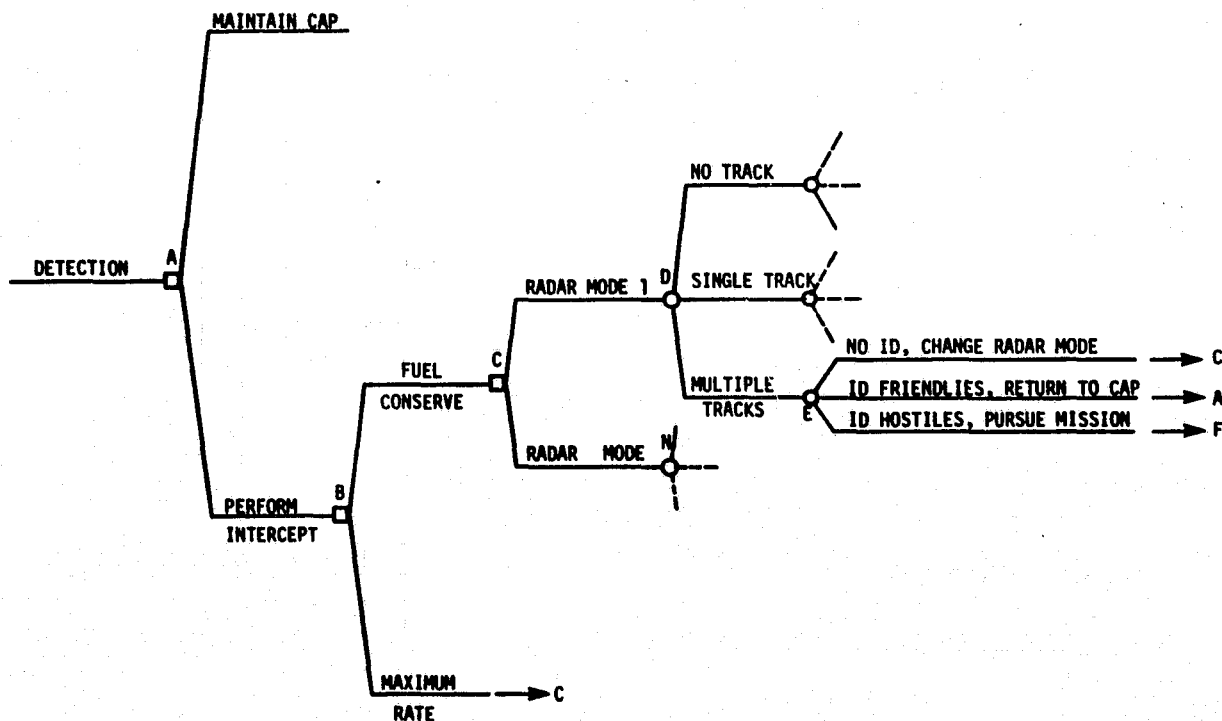 MAINTAIN CAP
NO TRACK
A
DETECTION
D
SINGLE TRACK
RADAR MODE 1
NO ID, CHANGE RADAR MODE
C
C
FUEL
CONSERVE
MULTIPLE
TRACKS
ID FRIENDLIES, RETURN TO CAP
A
E
ID HOSTILES, PURSUE MISSION
F
RADAR MODE N
B
PERFORM
INTERCEPT
MAXIMUM
RATE
C